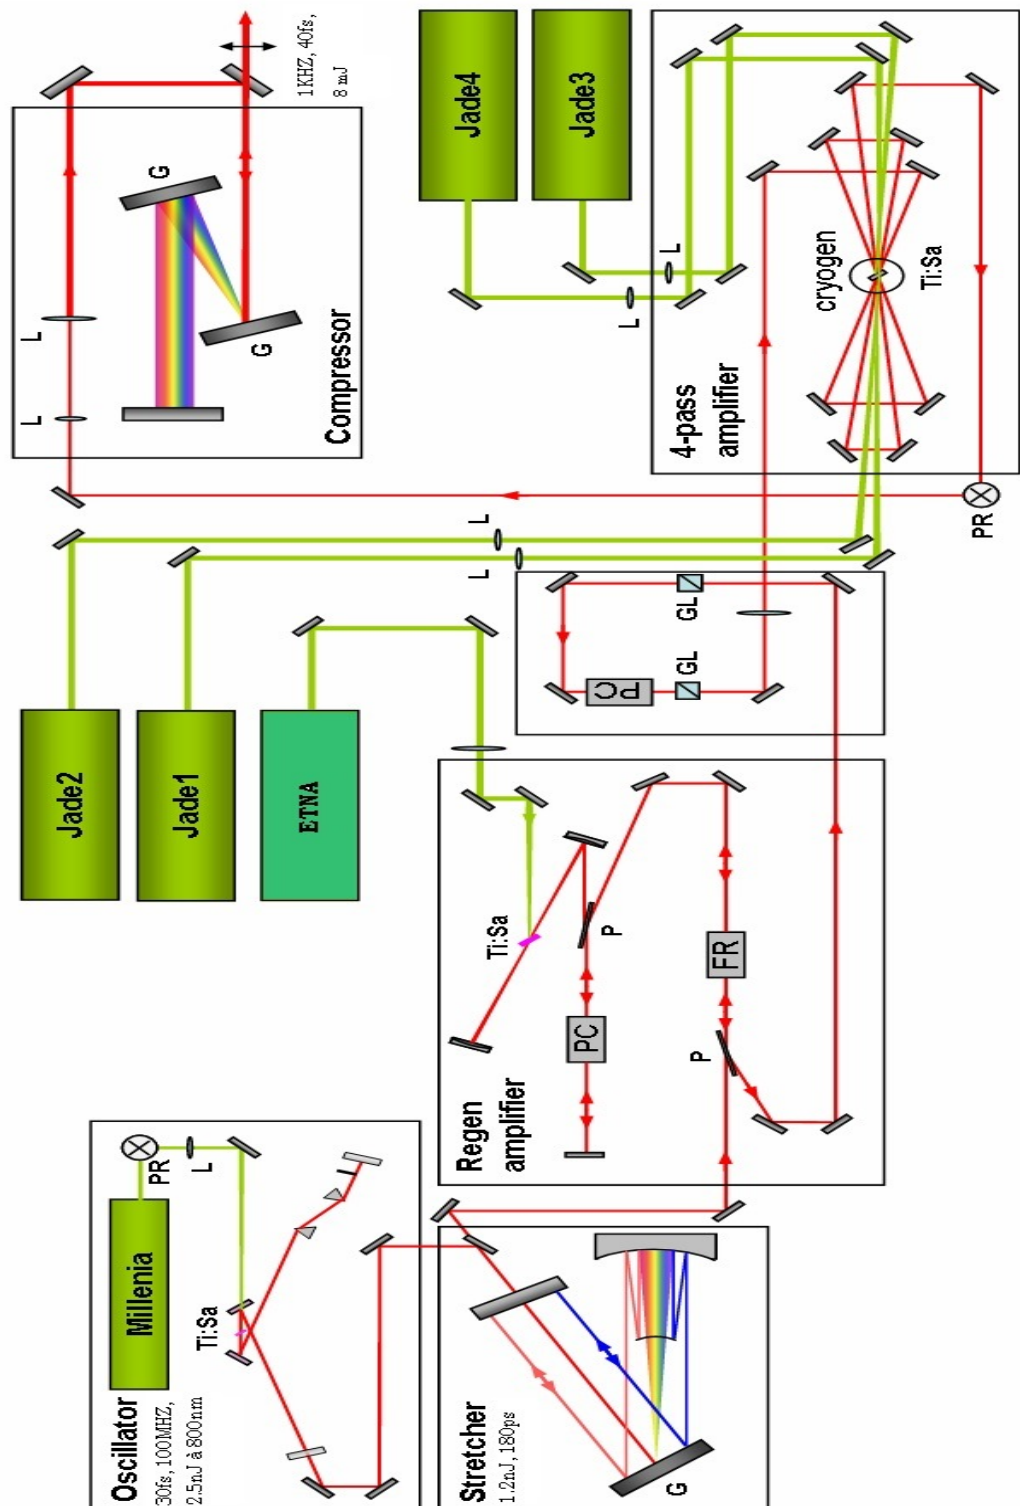 1KHZ, 40fs,
8 mJ
G
G
L
L
Compressor
Jade4
Jade3
L
L
cryogen
Ti:Sa
4-pass
amplifier
PR
L
L
GL
GL
PC
Jade2
Jade1
ETNA
Ti:Sa
P
PC
FR
P
Regen
amplifier
PR
L
Millenia
Ti:Sa
Oscillator
30fs, 100MHZ,
2.5nJ à 800nm
Stretcher
1.2nJ, 180ps
G